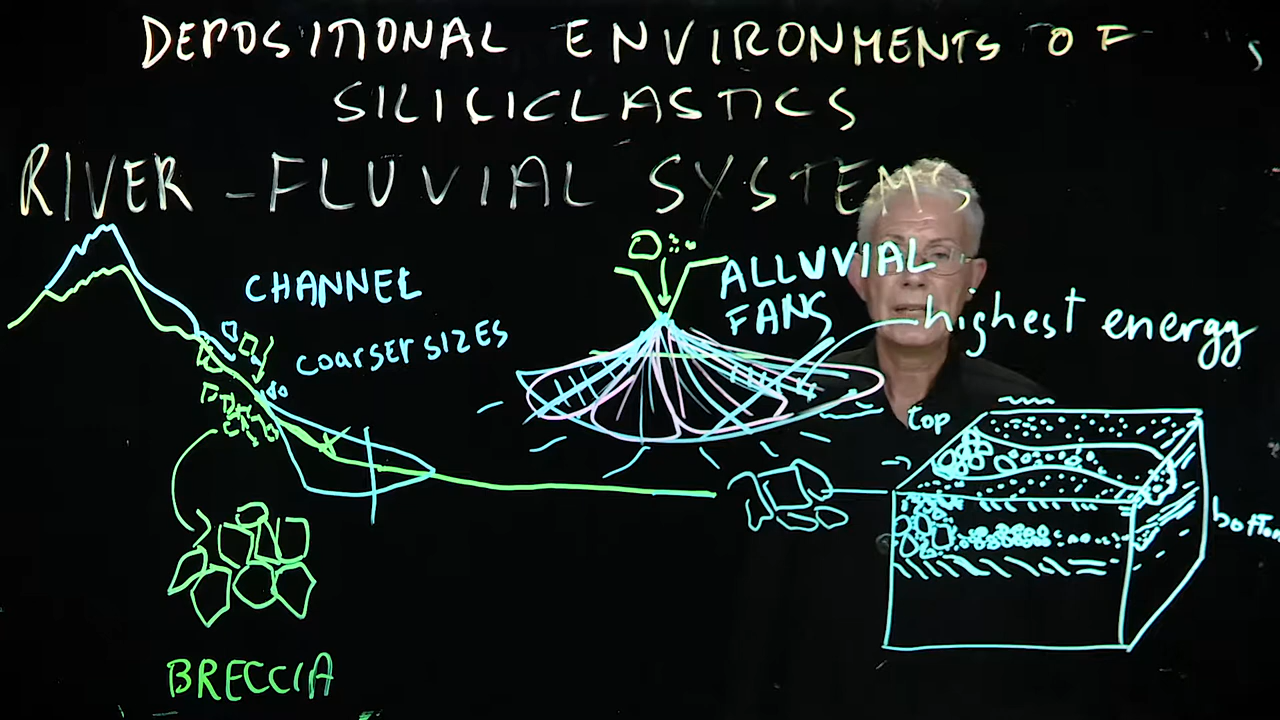 DEPOSITIONAL ENVIRONMENTS OF
SILICICLASTICS
RIVER - FLUVIAL SYSTEMS
CHANNEL
coarser sizes
ALLUVIAL
FANS
highest energy
top
bottom
BRECCIA